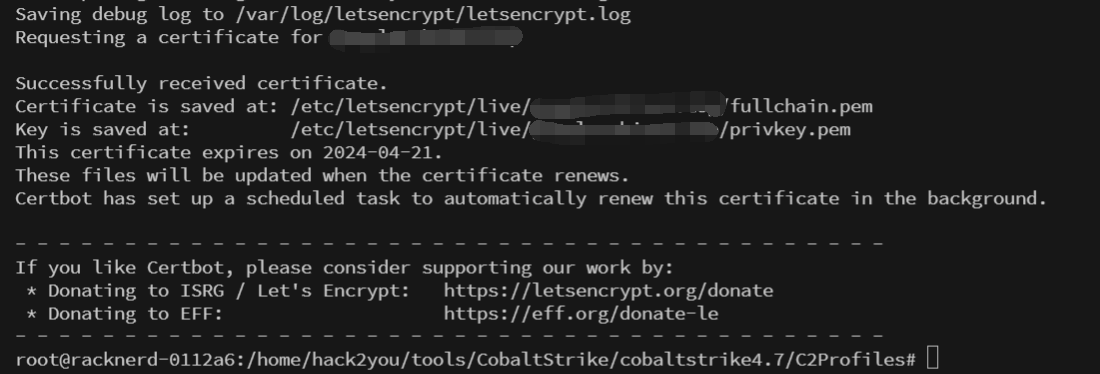 Saving debug log to /var/log/letsencrypt/letsencrypt.log
Requesting a certificate for
Successfully received certificate.
Certificate is saved at: /etc/letsencrypt/live/ /fullchain.pem
Key is saved at: /etc/letsencrypt/live/ /privkey.pem
This certificate expires on 2024-04-21.
These files will be updated when the certificate renews.
Certbot has set up a scheduled task to automatically renew this certificate in the background.
- - - - - - - - - - - - - - - - - - - - - - - - - - - - - - - - - - - - - - - -
If you like Certbot, please consider supporting our work by:
* Donating to ISRG / Let's Encrypt: https://letsencrypt.org/donate
* Donating to EFF: https://eff.org/donate-le
- - - - - - - - - - - - - - - - - - - - - - - - - - - - - - - - - - - - - - - -
root@racknerd-0112a6:/home/hack2you/tools/CobaltStrike/cobaltstrike4.7/C2Profiles#